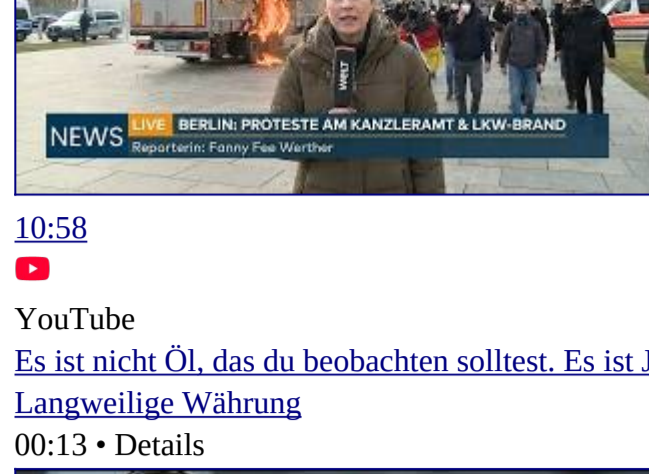 WELT
NEWS LIVE BERLIN: PROTESTE AM KANZLERAMT & LKW-BRAND
Reporterin: Fanny Fee Werther
10:58
YouTube
Es ist nicht Öl, das du beobachten solltest. Es ist
Langweilige Währung
00:13 • Details